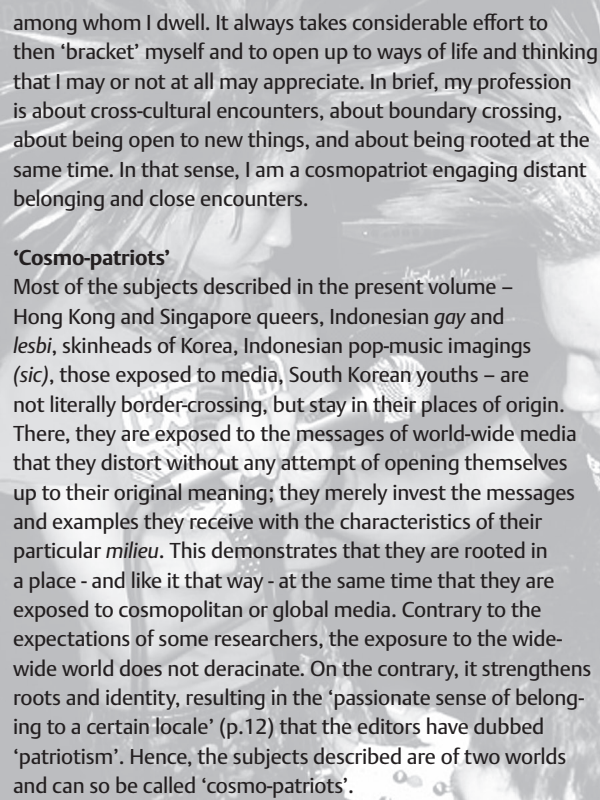 among whom I dwell. It always takes considerable effort to
then ‘bracket’ myself and to open up to ways of life and thinking
that I may or not at all may appreciate. In brief, my profession
is about cross-cultural encounters, about boundary crossing,
about being open to new things, and about being rooted at the
same time. In that sense, I am a cosmopatriot engaging distant
belonging and close encounters.
‘Cosmo-patriots’
Most of the subjects described in the present volume –
Hong Kong and Singapore queers, Indonesian gay and
lesbi, skinheads of Korea, Indonesian pop-music imagings
(sic), those exposed to media, South Korean youths – are
not literally border-crossing, but stay in their places of origin.
There, they are exposed to the messages of world-wide media
that they distort without any attempt of opening themselves
up to their original meaning; they merely invest the messages
and examples they receive with the characteristics of their
particular milieu. This demonstrates that they are rooted in
a place - and like it that way - at the same time that they are
exposed to cosmopolitan or global media. Contrary to the
expectations of some researchers, the exposure to the wide-
wide world does not deracinate. On the contrary, it strengthens
roots and identity, resulting in the ‘passionate sense of belong-
ing to a certain locale’ (p.12) that the editors have dubbed
‘patriotism’. Hence, the subjects described are of two worlds
and can so be called ‘cosmo-patriots’.